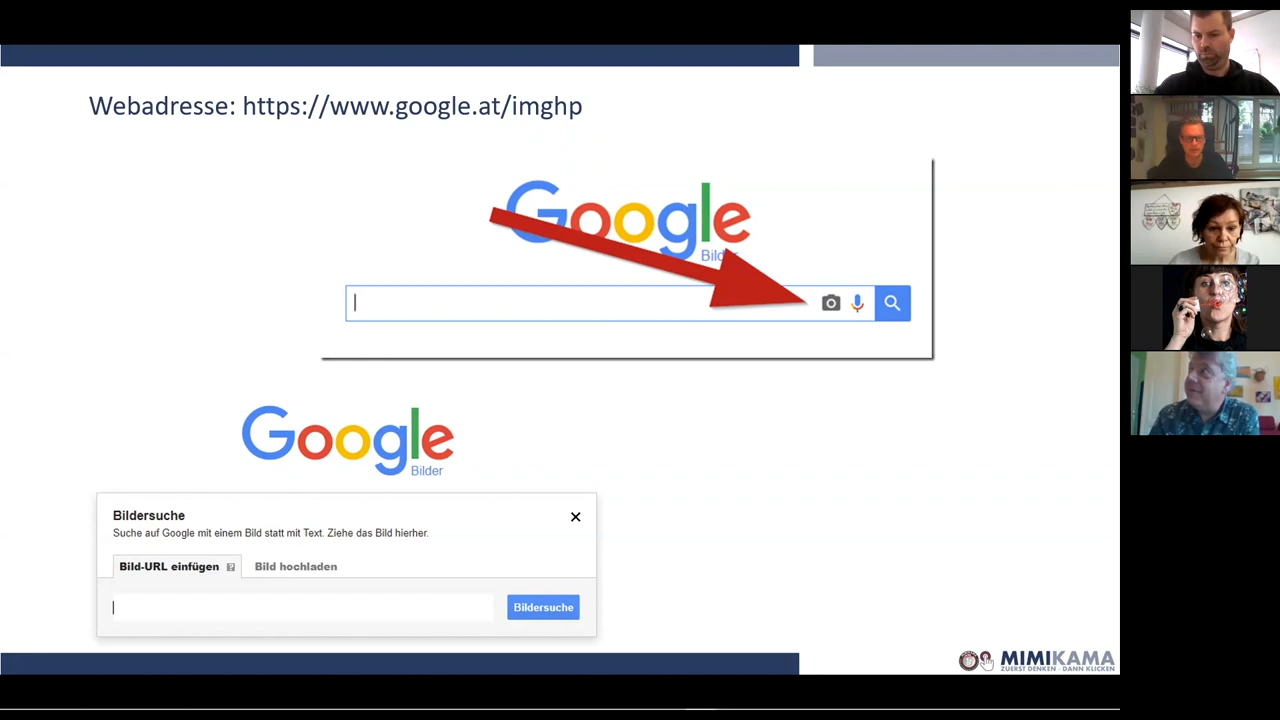 Webadresse: https://www.google.at/imghp
Google
Bilder
Google
Bilder
Bildersuche
Suche auf Google mit einem Bild statt mit Text. Ziehe das Bild hierher.
Bild-URL einfügen
Bild hochladen
Bildersuche
MIMIKAMA
ZUERST DENKEN - DANN KLICKEN